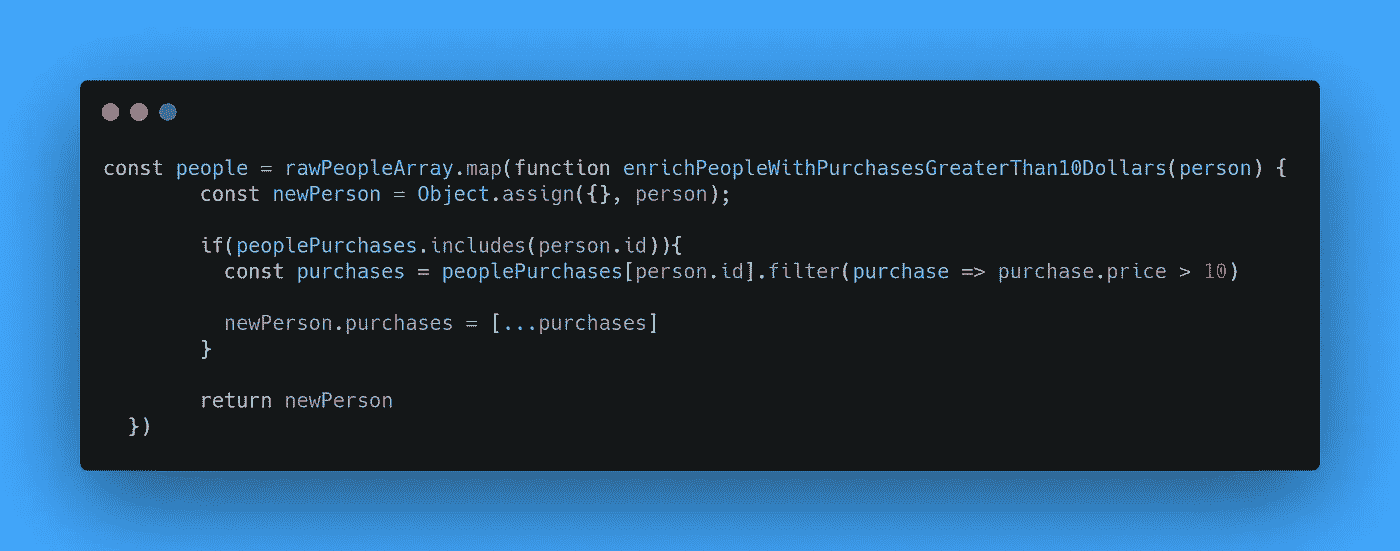 const people = rawPeopleArray.map(function enrichPeopleWithPurchasesGreaterThan10Dollars(person) {
const newPerson = Object.assign({}, person);
if(peoplePurchases.includes(person.id)){
const purchases = peoplePurchases[person.id].filter(purchase => purchase.price > 10)
newPerson.purchases = [...purchases]
}
return newPerson
})